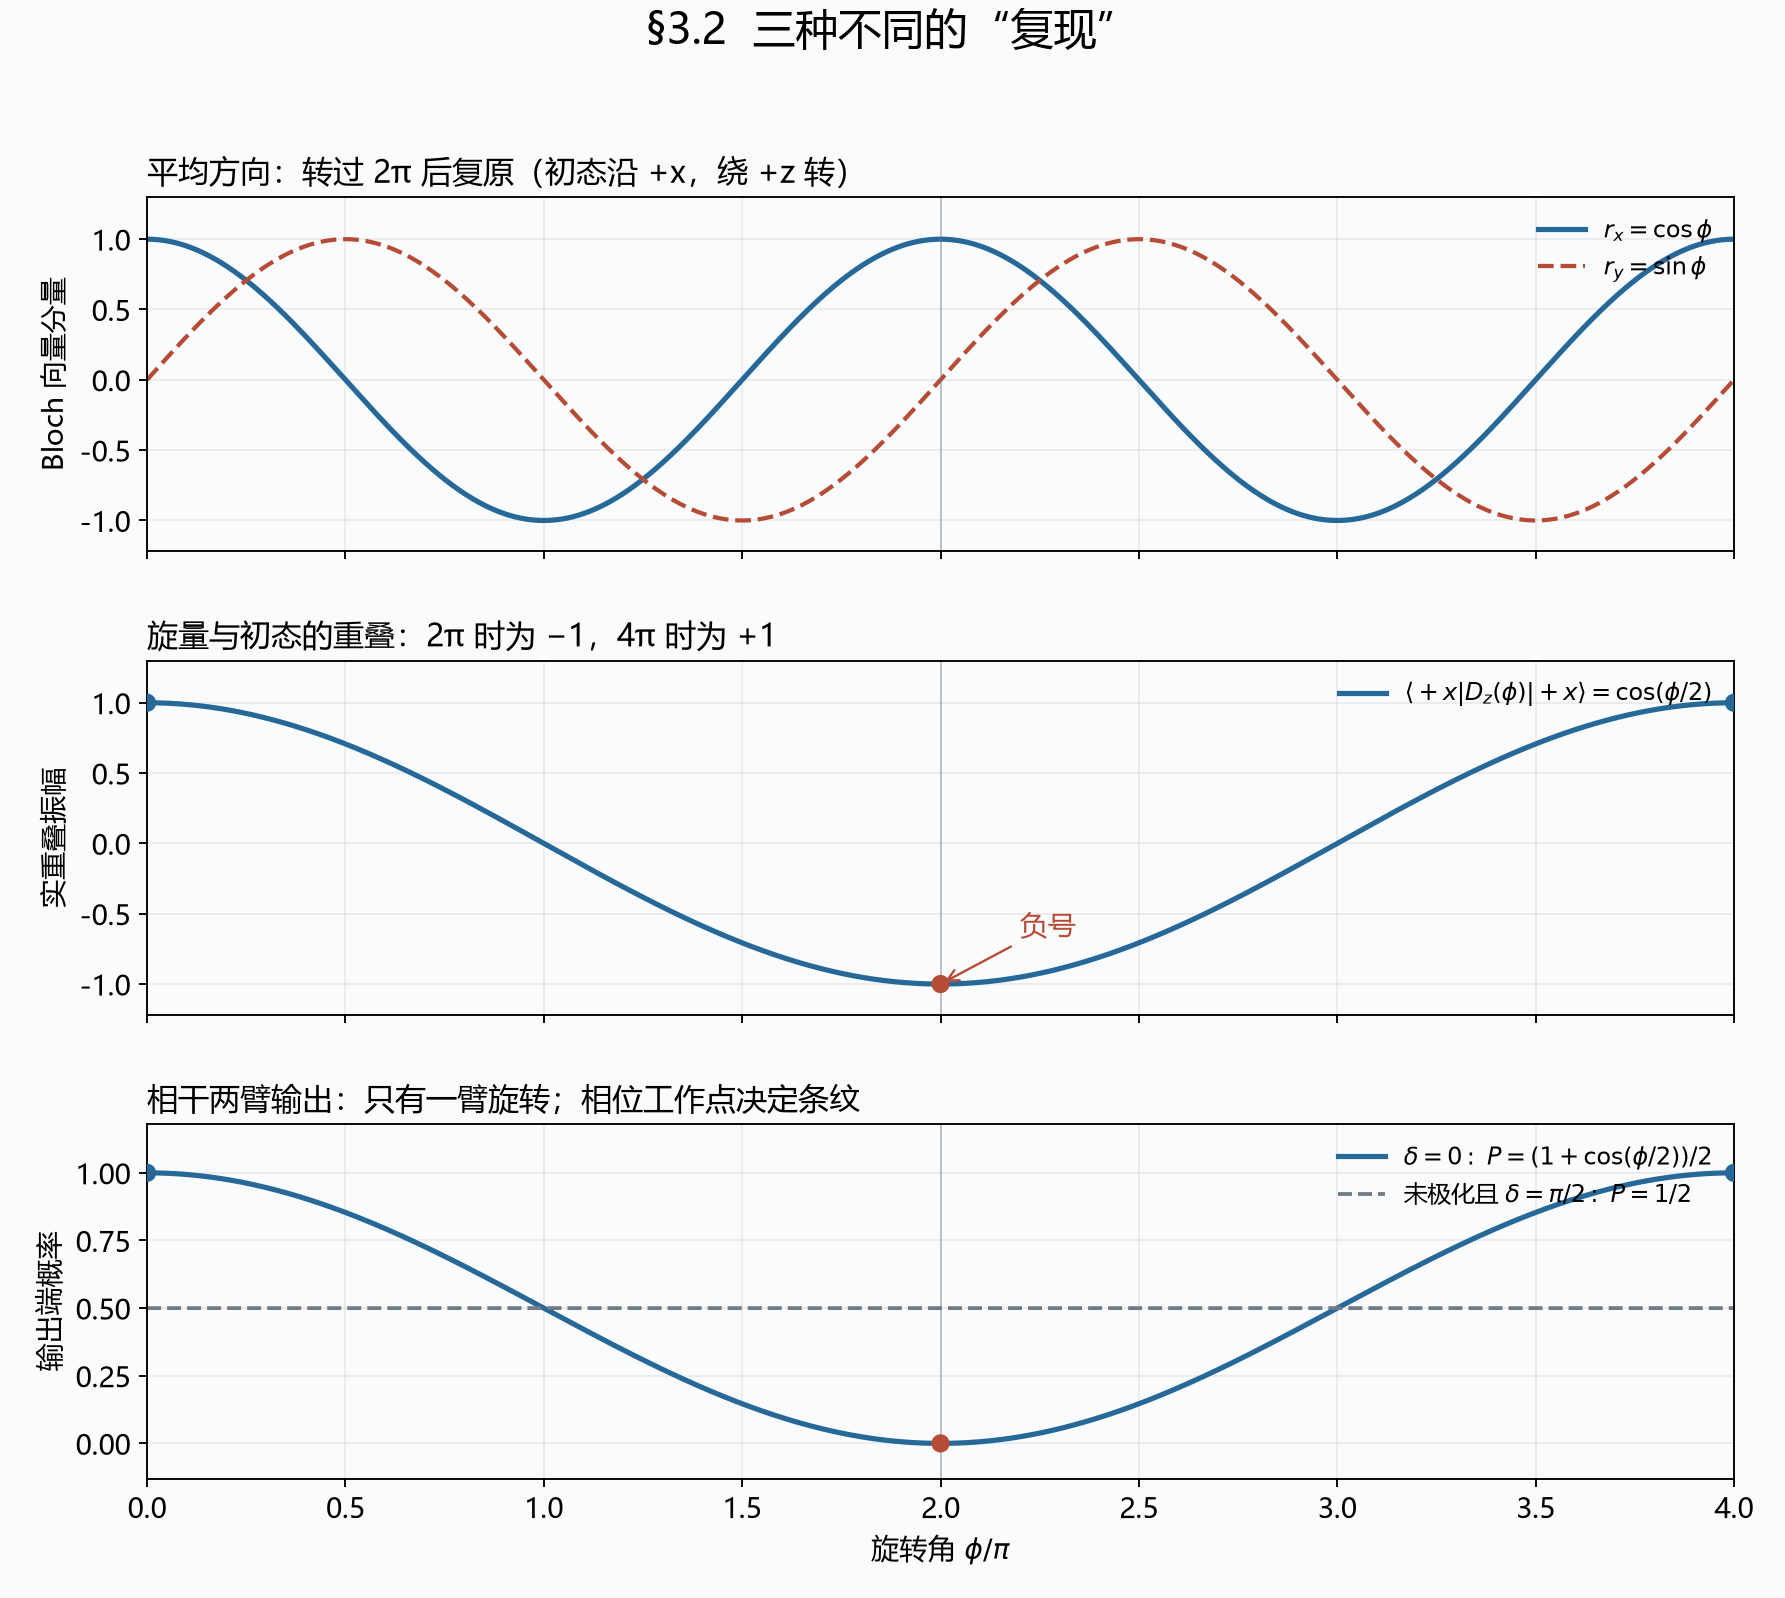 §3.2 三种不同的“复现”
平均方向：转过 2π 后复原（初态沿 +x，绕 +z 转）
Bloch 向量分量
1.0
0.5
0.0
-0.5
-1.0
r_x = cos ϕ
r_y = sin ϕ
旋量与初态的重叠：2π 时为 −1，4π 时为 +1
实重叠振幅
1.0
0.5
0.0
-0.5
-1.0
⟨ + x|D_z(ϕ)| + x⟩ = cos(ϕ/2)
负号
相干两臂输出：只有一臂旋转；相位工作点决定条纹
输出端概率
1.00
0.75
0.50
0.25
0.00
δ = 0 : P = (1 + cos(ϕ/2))/2
未极化且 δ = π/2 : P = 1/2
0.0 0.5 1.0 1.5 2.0 2.5 3.0 3.5 4.0
旋转角 ϕ/π